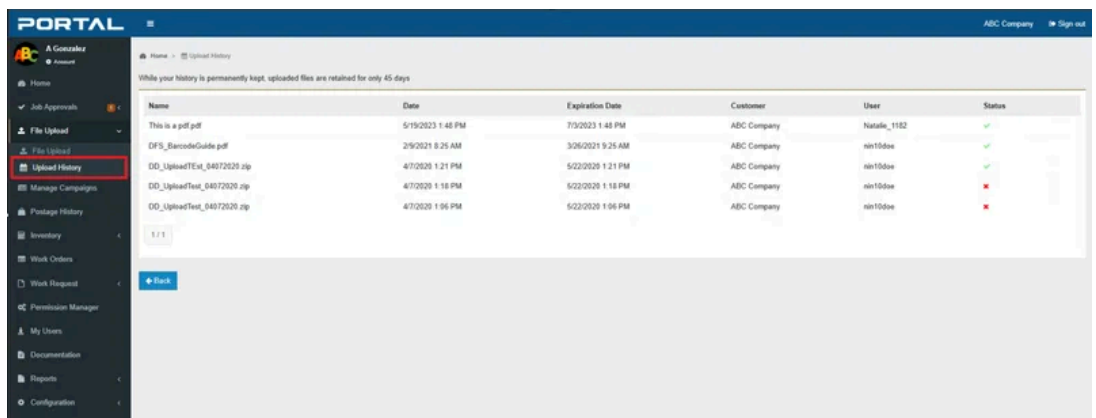 PORTAL
ABC Company Sign out
ABC
A Gonzalez
Account
Home > Upload History
While your history is permanently kept, uploaded files are retained for only 45 days
Home
Job Approvals
File Upload
File Upload
Upload History
Manage Campaigns
Postage History
Inventory
Work Orders
Work Request
Permission Manager
My Users
Documentation
Reports
Configuration
Name Date Expiration Date Customer User Status
This is a pdf.pdf 5/19/2023 1:48 PM 7/3/2023 1:48 PM ABC Company Natalie_1182
DFS_BarcodeGuide.pdf 2/9/2021 8:25 AM 3/26/2021 9:25 AM ABC Company nin10doe
DD_UploadTEst_04072020.zip 4/7/2020 1:21 PM 5/22/2020 1:21 PM ABC Company nin10doe
DD_UploadTest_04072020.zip 4/7/2020 1:18 PM 5/22/2020 1:18 PM ABC Company nin10doe
DD_UploadTest_04072020.zip 4/7/2020 1:06 PM 5/22/2020 1:06 PM ABC Company nin10doe
1 / 1
Back